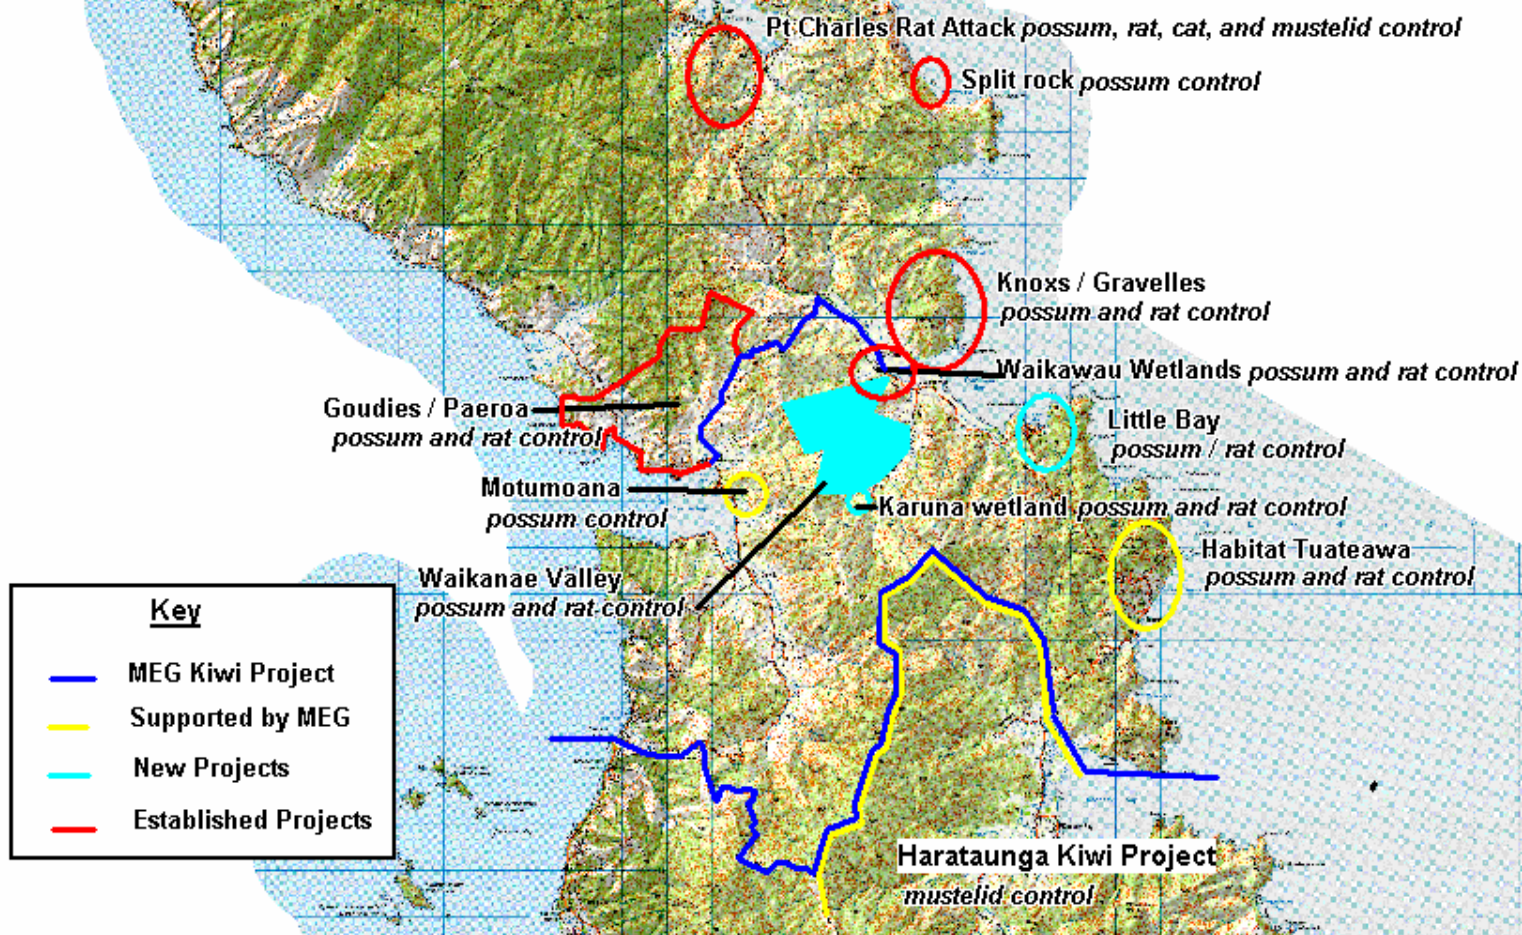 Pt Charles Rat Attack possum, rat, cat, and mustelid control
Split rock possum control
Knoxs / Gravelles
possum and rat control
Waikawau Wetlands possum and rat control
Goudies / Paeroa
possum and rat control
Little Bay
possum / rat control
Motumoana
possum control
Karuna wetland possum and rat control
Habitat Tuateawa
possum and rat control
Waikanae Valley
possum and rat control
Key
MEG Kiwi Project
Supported by MEG
New Projects
Established Projects
Harataunga Kiwi Project
mustelid control